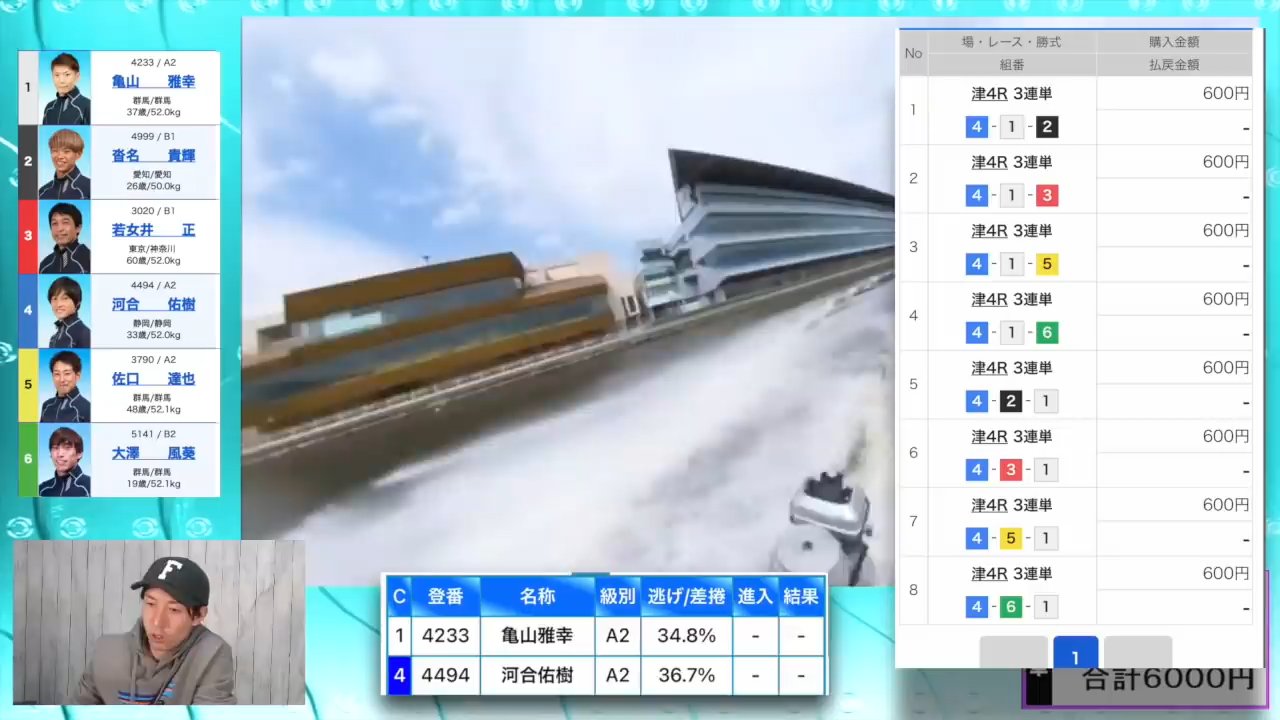 1
4233 / A2
亀山 雅幸
群馬/群馬
37歳/52.0kg
2
4999 / B1
沓名 貴輝
愛知/愛知
26歳/50.0kg
3
3020 / B1
若女井 正
東京/神奈川
60歳/52.0kg
4
4494 / A2
河合 佑樹
静岡/静岡
33歳/52.0kg
5
3790 / A2
佐口 達也
群馬/群馬
48歳/52.1kg
6
5141 / B2
大澤 風葵
群馬/群馬
19歳/52.1kg
F
C 登番 名称 級別 逃げ/差捲 進入 結果
1 4233 亀山雅幸 A2 34.8% - -
4 4494 河合佑樹 A2 36.7% - -
No 場・レース・勝式 購入金額
組番 払戻金額
1 津4R 3連単 600円
4 - 1 - 2 -
2 津4R 3連単 600円
4 - 1 - 3 -
3 津4R 3連単 600円
4 - 1 - 5 -
4 津4R 3連単 600円
4 - 1 - 6 -
5 津4R 3連単 600円
4 - 2 - 1 -
6 津4R 3連単 600円
4 - 3 - 1 -
7 津4R 3連単 600円
4 - 5 - 1 -
8 津4R 3連単 600円
4 - 6 - 1 -
1
合計6000円